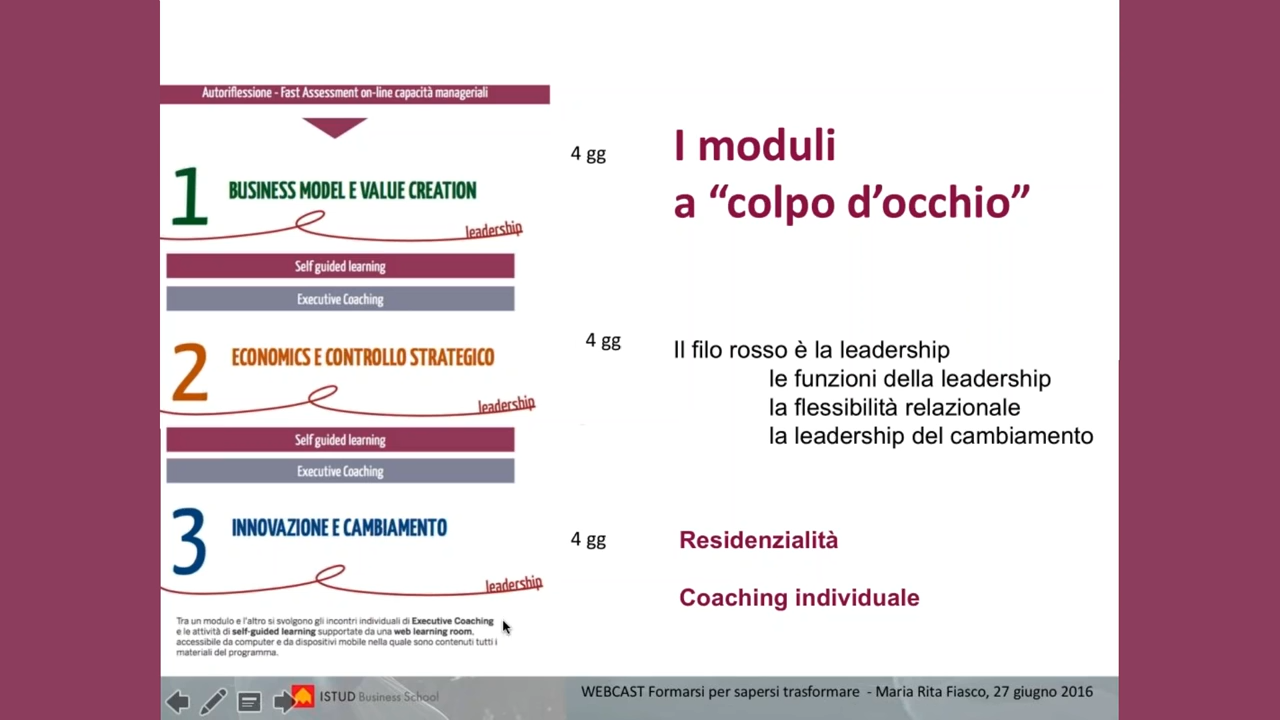 Autoriflessione - Fast Assessment on-line capacità manageriali
1
BUSINESS MODEL E VALUE CREATION
leadership
4 gg
Self guided learning
Executive Coaching
2
ECONOMICS E CONTROLLO STRATEGICO
leadership
4 gg
Self guided learning
Executive Coaching
3
INNOVAZIONE E CAMBIAMENTO
leadership
4 gg
Tra un modulo e l'altro si svolgono gli incontri individuali di Executive Coaching
e le attività di self-guided learning supportate da una web learning room,
accessibile da computer e da dispositivi mobile nella quale sono contenuti tutti i
materiali del programma.
I moduli
a “colpo d’occhio”
Il filo rosso è la leadership
le funzioni della leadership
la flessibilità relazionale
la leadership del cambiamento
Residenzialità
Coaching individuale
ISTUD Business School
WEBCAST Formarsi per sapersi trasformare - Maria Rita Fiasco, 27 giugno 2016